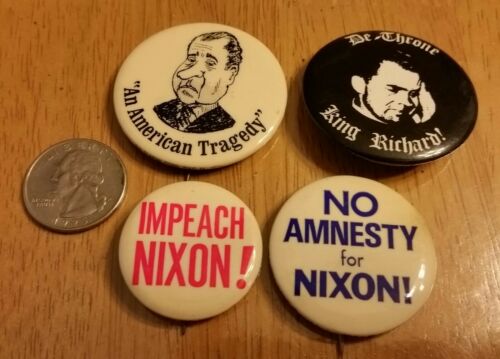 "An American Tragedy"
De-Throne
King Richard!
IMPEACH
NIXON!
NO
AMNESTY
for
NIXON!